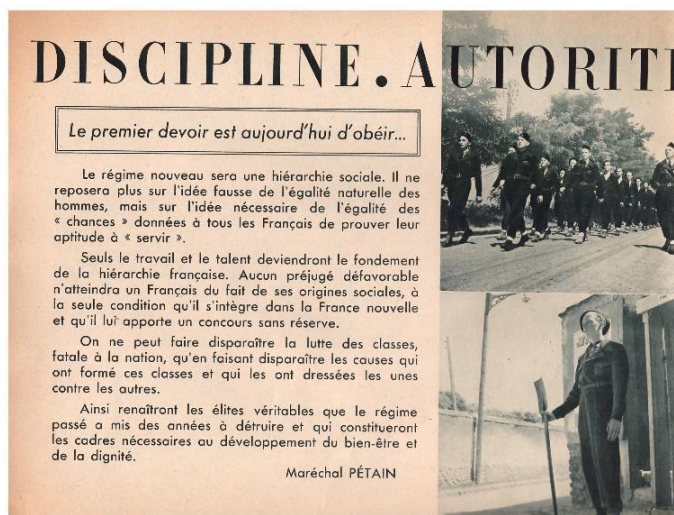 DISCIPLINE. AUTORITÉ
Le premier devoir est aujourd'hui d'obéir...
Le régime nouveau sera une hiérarchie sociale. Il ne
reposera plus sur l'idée fausse de l'égalité naturelle des
hommes, mais sur l'idée nécessaire de l'égalité des
« chances » données à tous les Français de prouver leur
aptitude à « servir ».
Seuls le travail et le talent deviendront le fondement
de la hiérarchie française. Aucun préjugé défavorable
n'atteindra un Français du fait de ses origines sociales, à
la seule condition qu'il s'intègre dans la France nouvelle
et qu'il lui apporte un concours sans réserve.
On ne peut faire disparaître la lutte des classes,
fatale à la nation, qu'en faisant disparaître les causes qui
ont formé ces classes et qui les ont dressées les unes
contre les autres.
Ainsi renaîtront les élites véritables que le régime
passé a mis des années à détruire et qui constitueront
les cadres nécessaires au développement du bien-être et
de la dignité.
Maréchal PÉTAIN